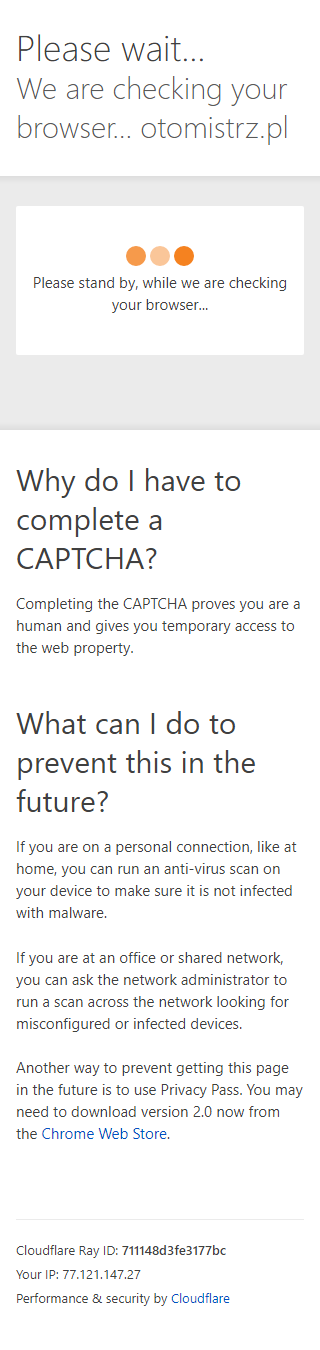 Please wait...
We are checking your
browser... otomistrz.pl
Please stand by, while we are checking
your browser...
Why do I have to
complete a
CAPTCHA?
Completing the CAPTCHA proves you are a
human and gives you temporary access to
the web property.
What can I do to
prevent this in the
future?
If you are on a personal connection, like at
home, you can run an anti-virus scan on
your device to make sure it is not infected
with malware.
If you are at an office or shared network,
you can ask the network administrator to
run a scan across the network looking for
misconfigured or infected devices.
Another way to prevent getting this page
in the future is to use Privacy Pass. You may
need to download version 2.0 now from
the Chrome Web Store.
Cloudflare Ray ID: 711148d3fe3177bc
Your IP: 77.121.147.27
Performance & security by Cloudflare